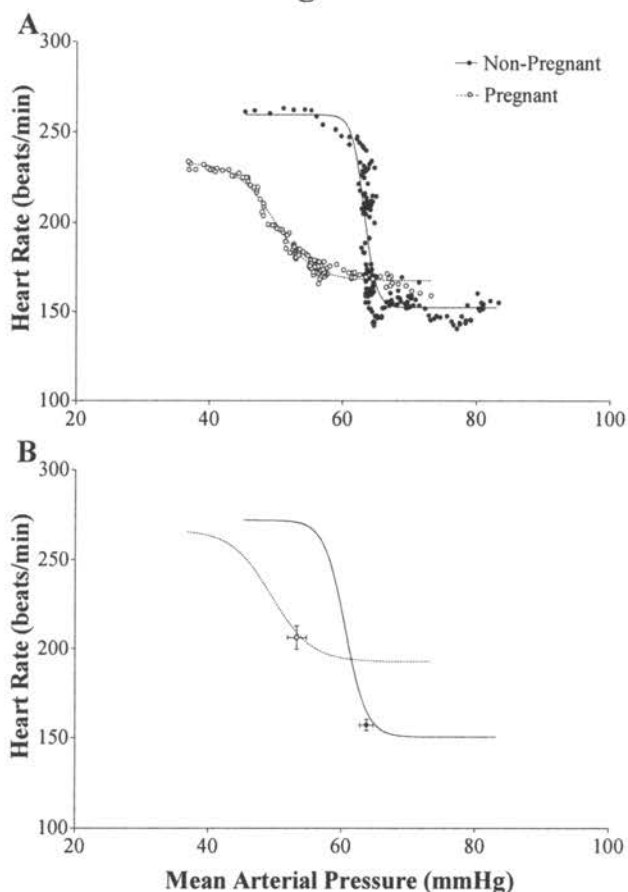 A
300
Non-Pregnant
Pregnant
250
200
150
100
Heart Rate (beats/min)
20 40 60 80 100
B
300
250
200
150
100
Heart Rate (beats/min)
20 40 60 80 100
Mean Arterial Pressure (mmHg)